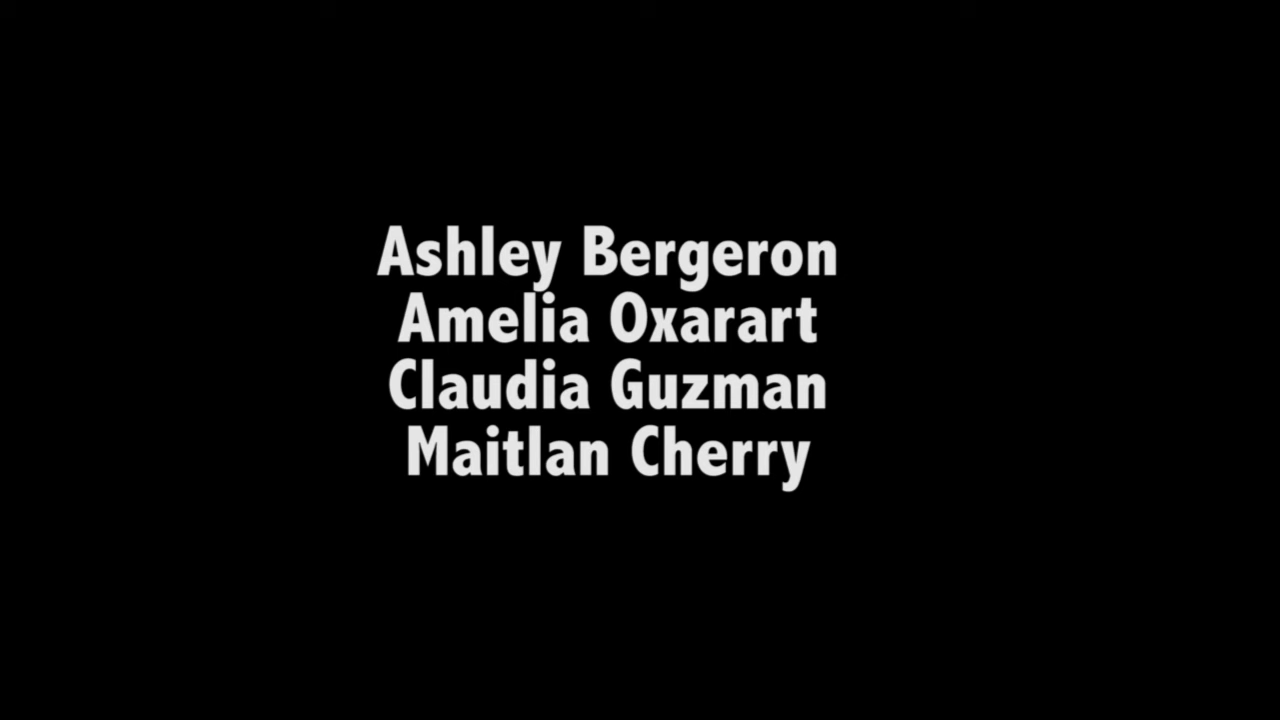 Ashley Bergeron
Amelia Oxarart
Claudia Guzman
Maitlan Cherry